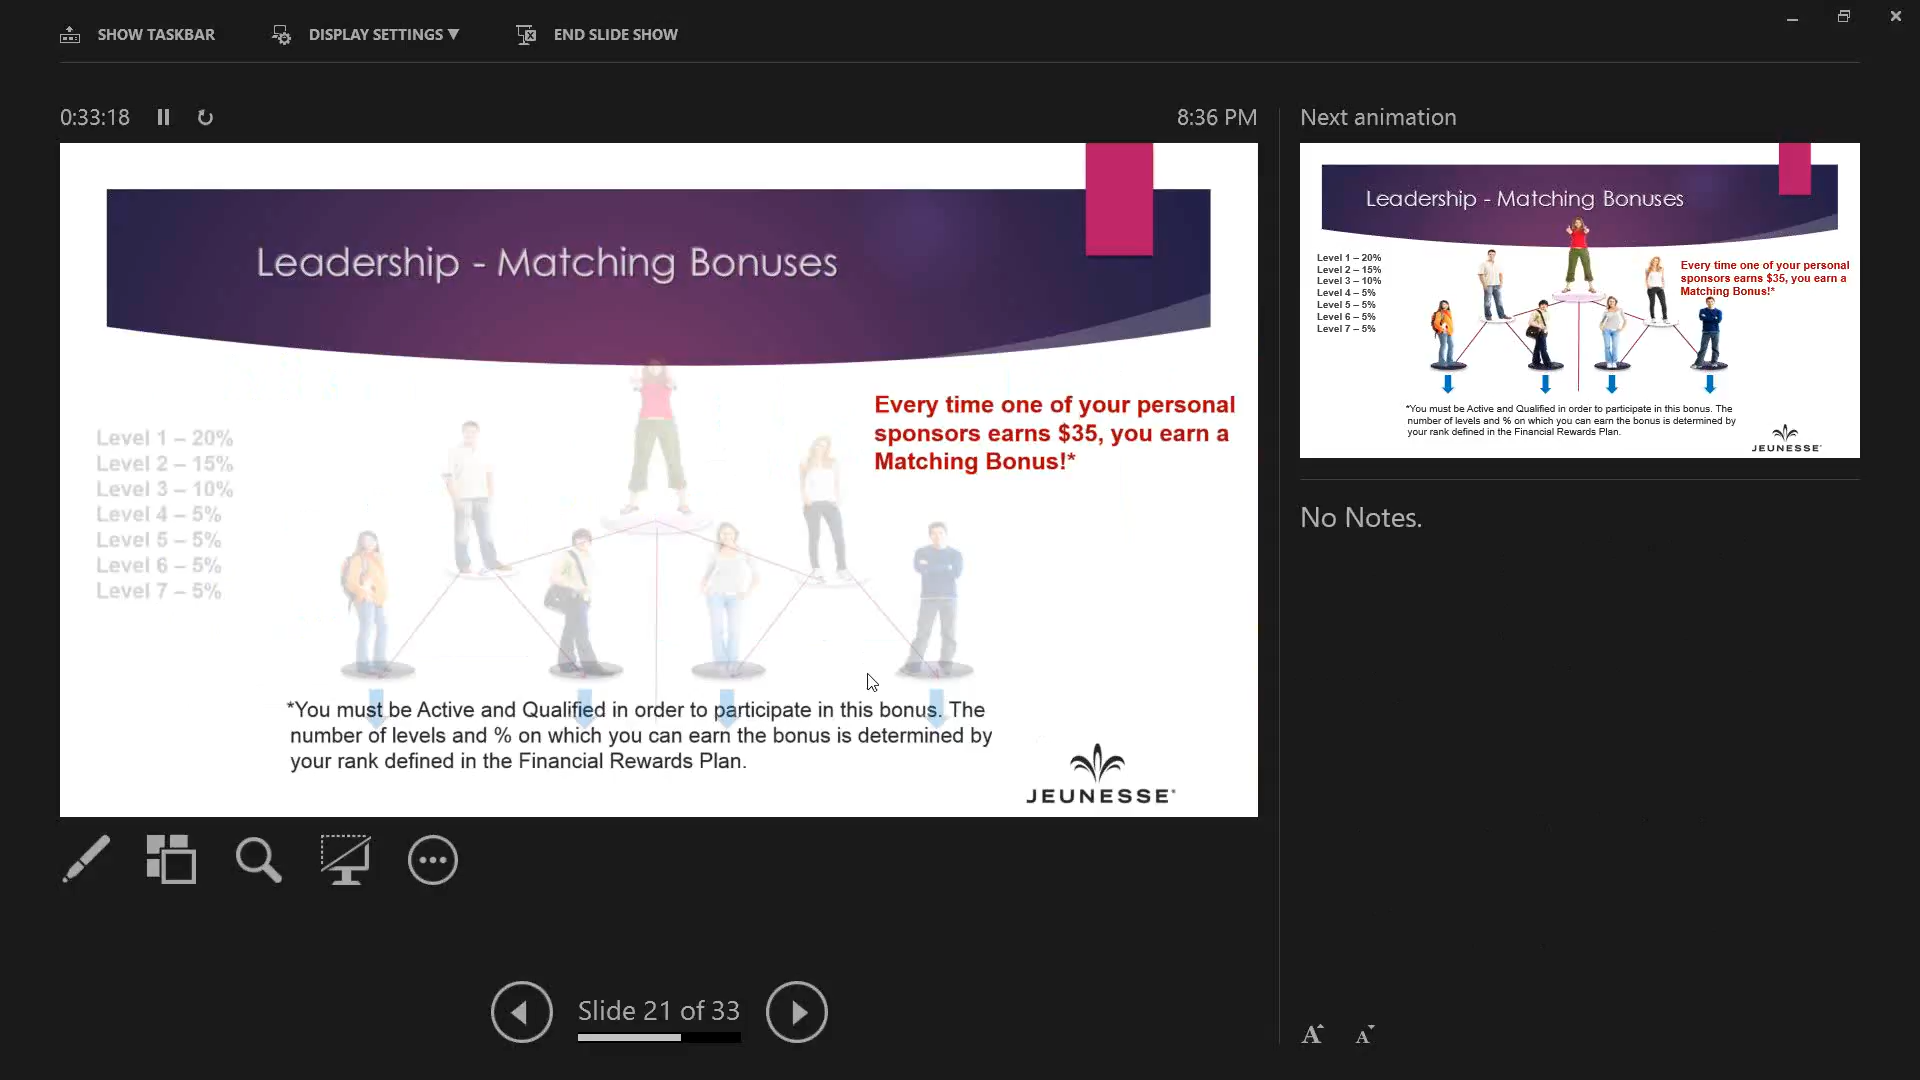 SHOW TASKBAR
DISPLAY SETTINGS ▼
END SLIDE SHOW
0:33:18
8:36 PM
Leadership - Matching Bonuses
Level 1 – 20%
Level 2 – 15%
Level 3 – 10%
Level 4 – 5%
Level 5 – 5%
Level 6 – 5%
Level 7 – 5%
Every time one of your personal
sponsors earns $35, you earn a
Matching Bonus!*
*You must be Active and Qualified in order to participate in this bonus. The
number of levels and % on which you can earn the bonus is determined by
your rank defined in the Financial Rewards Plan.
JEUNESSE
Slide 21 of 33
Next animation
Leadership - Matching Bonuses
Level 1 – 20%
Level 2 – 15%
Level 3 – 10%
Level 4 – 5%
Level 5 – 5%
Level 6 – 5%
Level 7 – 5%
Every time one of your personal
sponsors earns $35, you earn a
Matching Bonus!*
*You must be Active and Qualified in order to participate in this bonus. The
number of levels and % on which you can earn the bonus is determined by
your rank defined in the Financial Rewards Plan.
JEUNESSE
No Notes.
A A